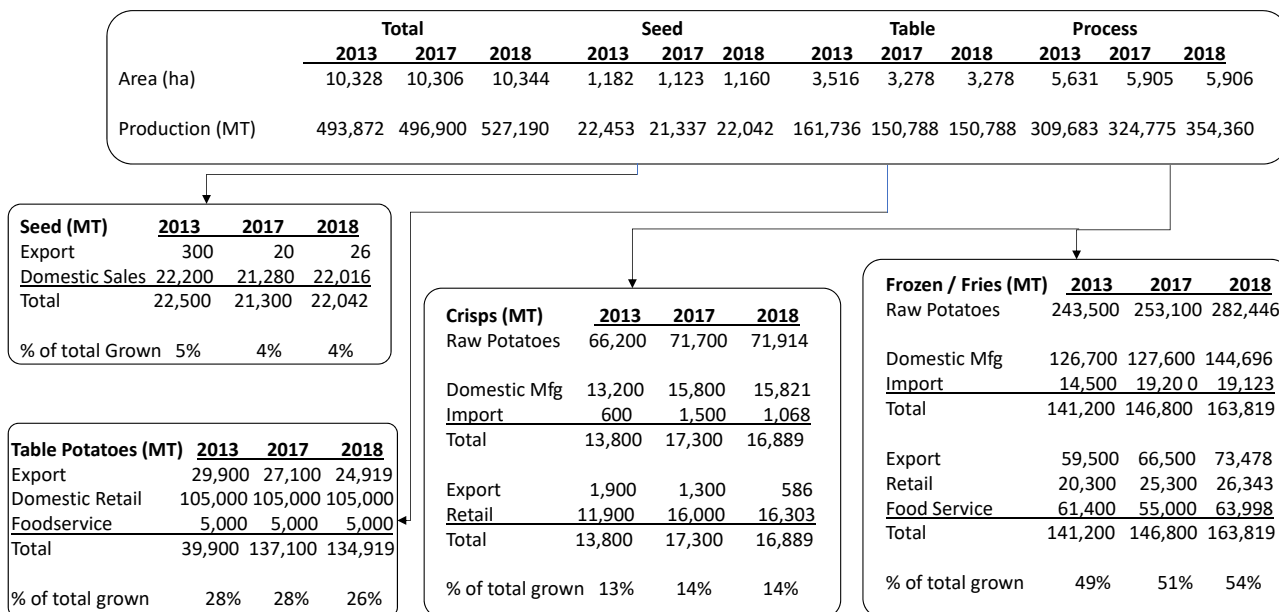 Total Seed Table Process
2013 2017 2018 2013 2017 2018 2013 2017 2018 2013 2017 2018
Area (ha) 10,328 10,306 10,344 1,182 1,123 1,160 3,516 3,278 3,278 5,631 5,905 5,906
Production (MT) 493,872 496,900 527,190 22,453 21,337 22,042 161,736 150,788 150,788 309,683 324,775 354,360
Seed (MT) 2013 2017 2018
Export 300 20 26
Domestic Sales 22,200 21,280 22,016
Total 22,500 21,300 22,042
% of total Grown 5% 4% 4%
Table Potatoes (MT) 2013 2017 2018
Export 29,900 27,100 24,919
Domestic Retail 105,000 105,000 105,000
Foodservice 5,000 5,000 5,000
Total 39,900 137,100 134,919
% of total grown 28% 28% 26%
Crisps (MT) 2013 2017 2018
Raw Potatoes 66,200 71,700 71,914
Domestic Mfg 13,200 15,800 15,821
Import 600 1,500 1,068
Total 13,800 17,300 16,889
Export 1,900 1,300 586
Retail 11,900 16,000 16,303
Total 13,800 17,300 16,889
% of total grown 13% 14% 14%
Frozen / Fries (MT) 2013 2017 2018
Raw Potatoes 243,500 253,100 282,446
Domestic Mfg 126,700 127,600 144,696
Import 14,500 19,20 0 19,123
Total 141,200 146,800 163,819
Export 59,500 66,500 73,478
Retail 20,300 25,300 26,343
Food Service 61,400 55,000 63,998
Total 141,200 146,800 163,819
% of total grown 49% 51% 54%